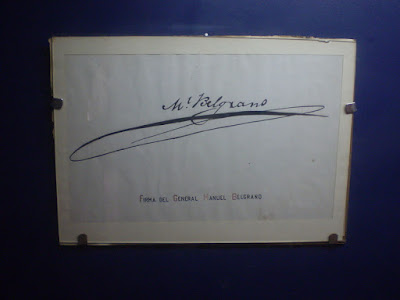 Ml Belgrano
FIRMA DEL GENERAL MANUEL BELGRANO